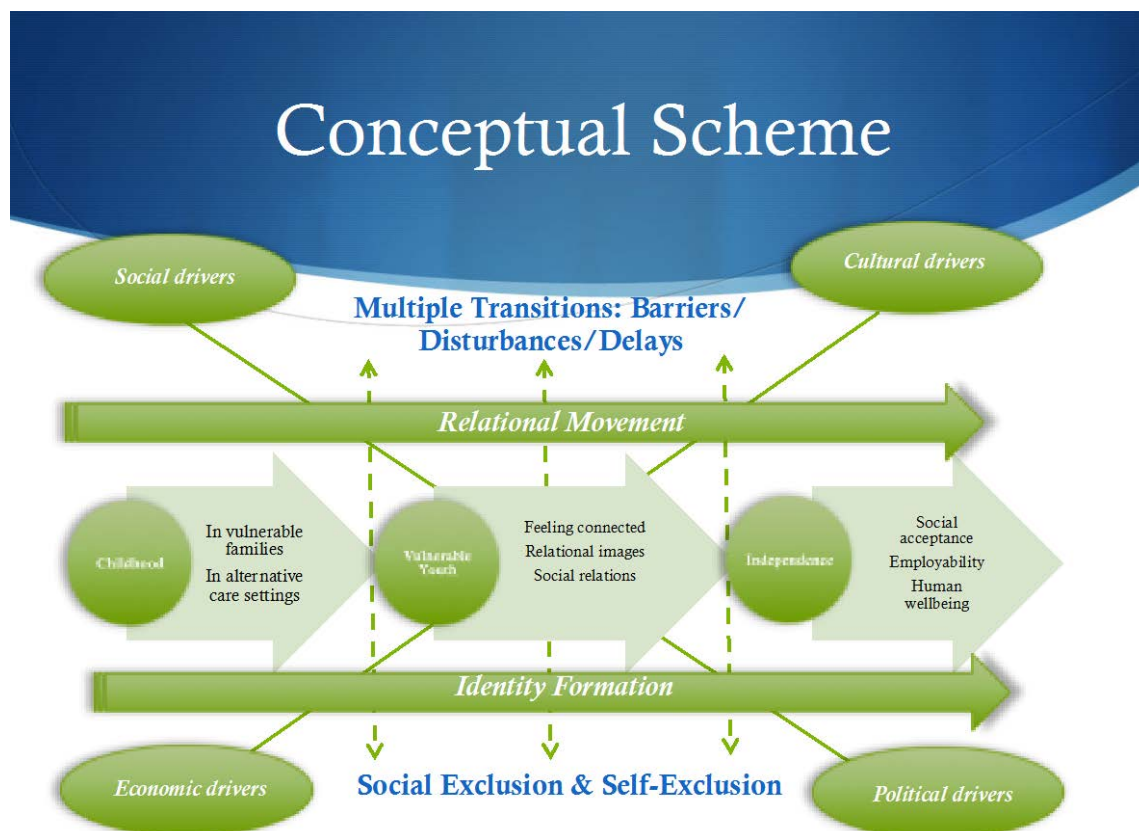 Conceptual Scheme
Social drivers
Cultural drivers
Multiple Transitions: Barriers/
Disturbances/Delays
Relational Movement
Childhood
In vulnerable
families
In alternative
care settings
Vulnerable
Youth
Feeling connected
Relational images
Social relations
Independence
Social
acceptance
Employability
Human
wellbeing
Identity Formation
Economic drivers
Social Exclusion & Self-Exclusion
Political drivers